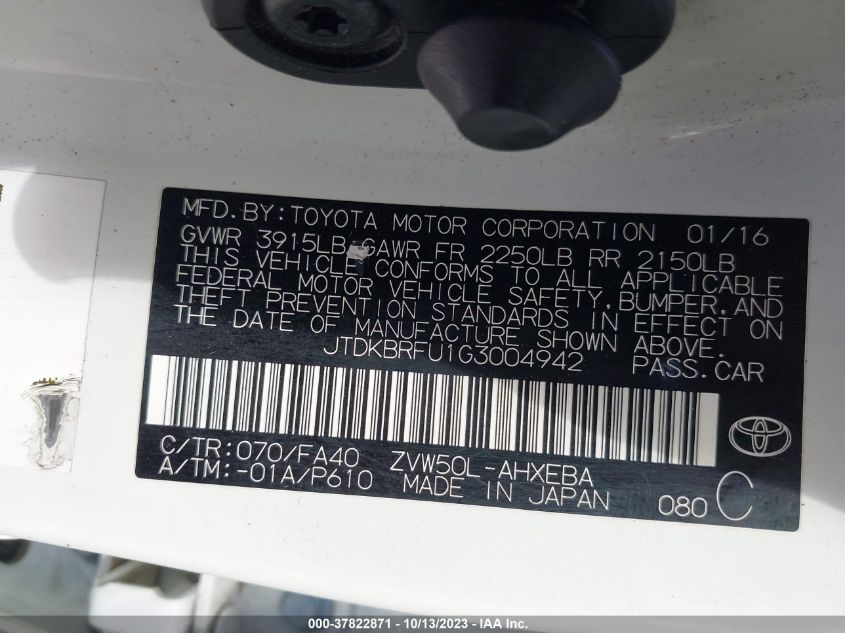 MFD.BY:TOYOTA MOTOR CORPORATION 01/16
GVWR 3915LB GAWR FR 2250LB RR 2150LB
THIS VEHICLE CONFORMS TO ALL APPLICABLE
FEDERAL MOTOR VEHICLE SAFETY,BUMPER,AND
THEFT PREVENTION STANDARDS IN EFFECT ON
THE DATE OF MANUFACTURE SHOWN ABOVE.
JTDKBRFU1G3004942 PASS.CAR
C/TR:070/FA40 ZVW50L-AHXEBA
A/TM:-01A/P610 MADE IN JAPAN 080 C
000-37822871 - 10/13/2023 - IAA Inc.